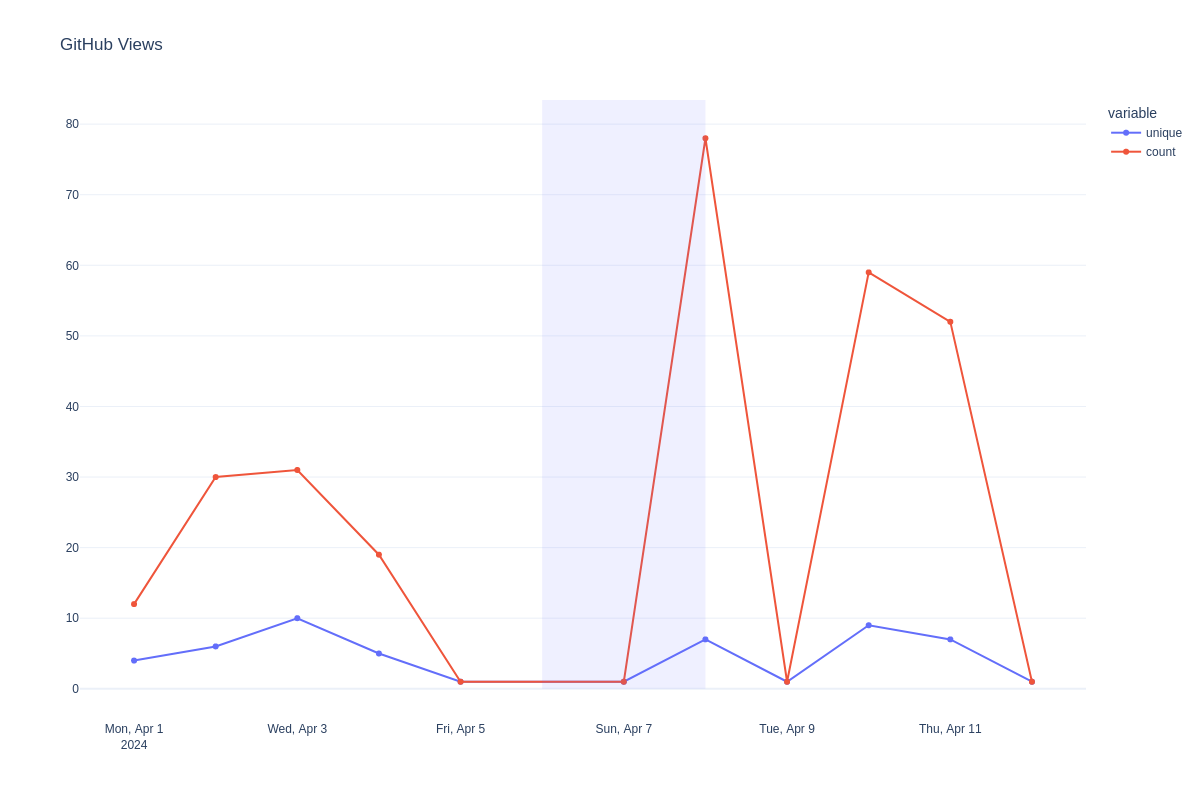 GitHub Views
variable
unique
count
80
70
60
50
40
30
20
10
0
Mon, Apr 1
2024
Wed, Apr 3
Fri, Apr 5
Sun, Apr 7
Tue, Apr 9
Thu, Apr 11